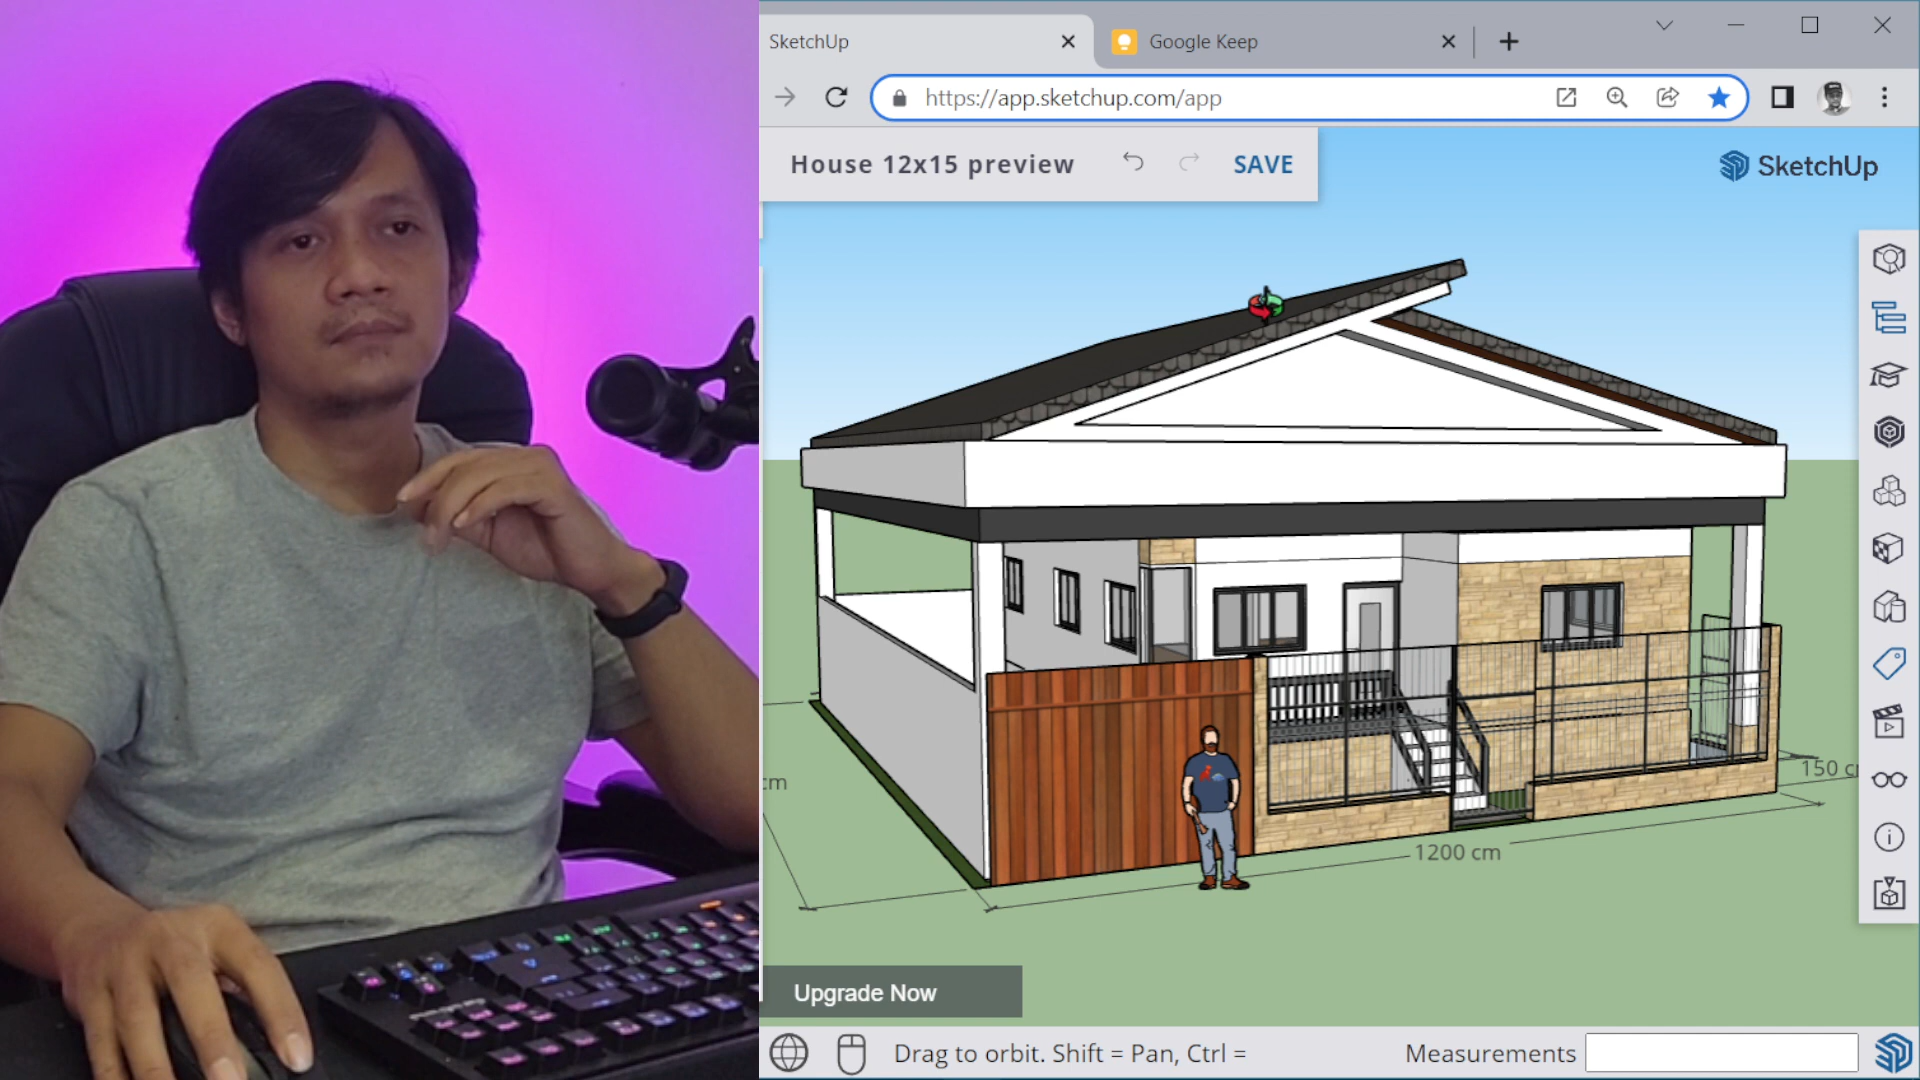 SketchUp
Google Keep
https://app.sketchup.com/app
House 12x15 preview
SAVE
SketchUp
cm
150 c
1200 cm
Upgrade Now
Drag to orbit. Shift = Pan, Ctrl =
Measurements